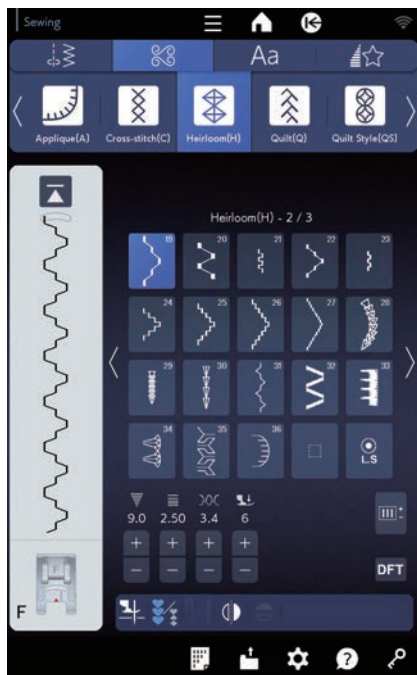 Sewing
Aa
Applique(A) Cross-stitch(C) Heirloom(H) Quilt(Q) Quilt Style(QS)
Heirloom(H) - 2 / 3
19 20 21 22 23
24 25 26 27 28
29 30 31 32 33
34 35 36 L.S
9.0 2.50 3.4 6
+ + + +
− − − −
DFT
F
F
?